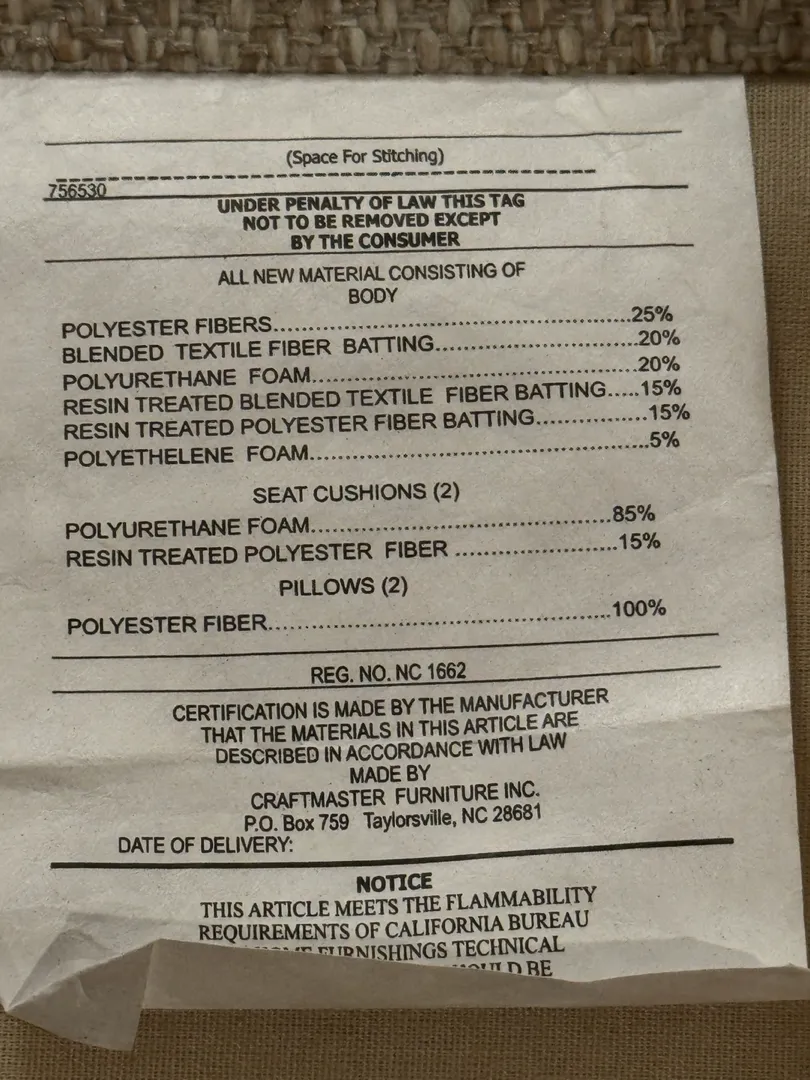 (Space For Stitching)
756530
UNDER PENALTY OF LAW THIS TAG
NOT TO BE REMOVED EXCEPT
BY THE CONSUMER
ALL NEW MATERIAL CONSISTING OF
BODY
POLYESTER FIBERS..........................................................25%
BLENDED TEXTILE FIBER BATTING.................................20%
POLYURETHANE FOAM....................................................20%
RESIN TREATED BLENDED TEXTILE FIBER BATTING.....15%
RESIN TREATED POLYESTER FIBER BATTING..................15%
POLYETHELENE FOAM......................................................5%
SEAT CUSHIONS (2)
POLYURETHANE FOAM.................................................85%
RESIN TREATED POLYESTER FIBER ...........................15%
PILLOWS (2)
POLYESTER FIBER........................................................100%
REG. NO. NC 1662
CERTIFICATION IS MADE BY THE MANUFACTURER
THAT THE MATERIALS IN THIS ARTICLE ARE
DESCRIBED IN ACCORDANCE WITH LAW
MADE BY
CRAFTMASTER FURNITURE INC.
P.O. Box 759 Taylorsville, NC 28681
DATE OF DELIVERY:
NOTICE
THIS ARTICLE MEETS THE FLAMMABILITY
REQUIREMENTS OF CALIFORNIA BUREAU
FURNISHINGS TECHNICAL
BE